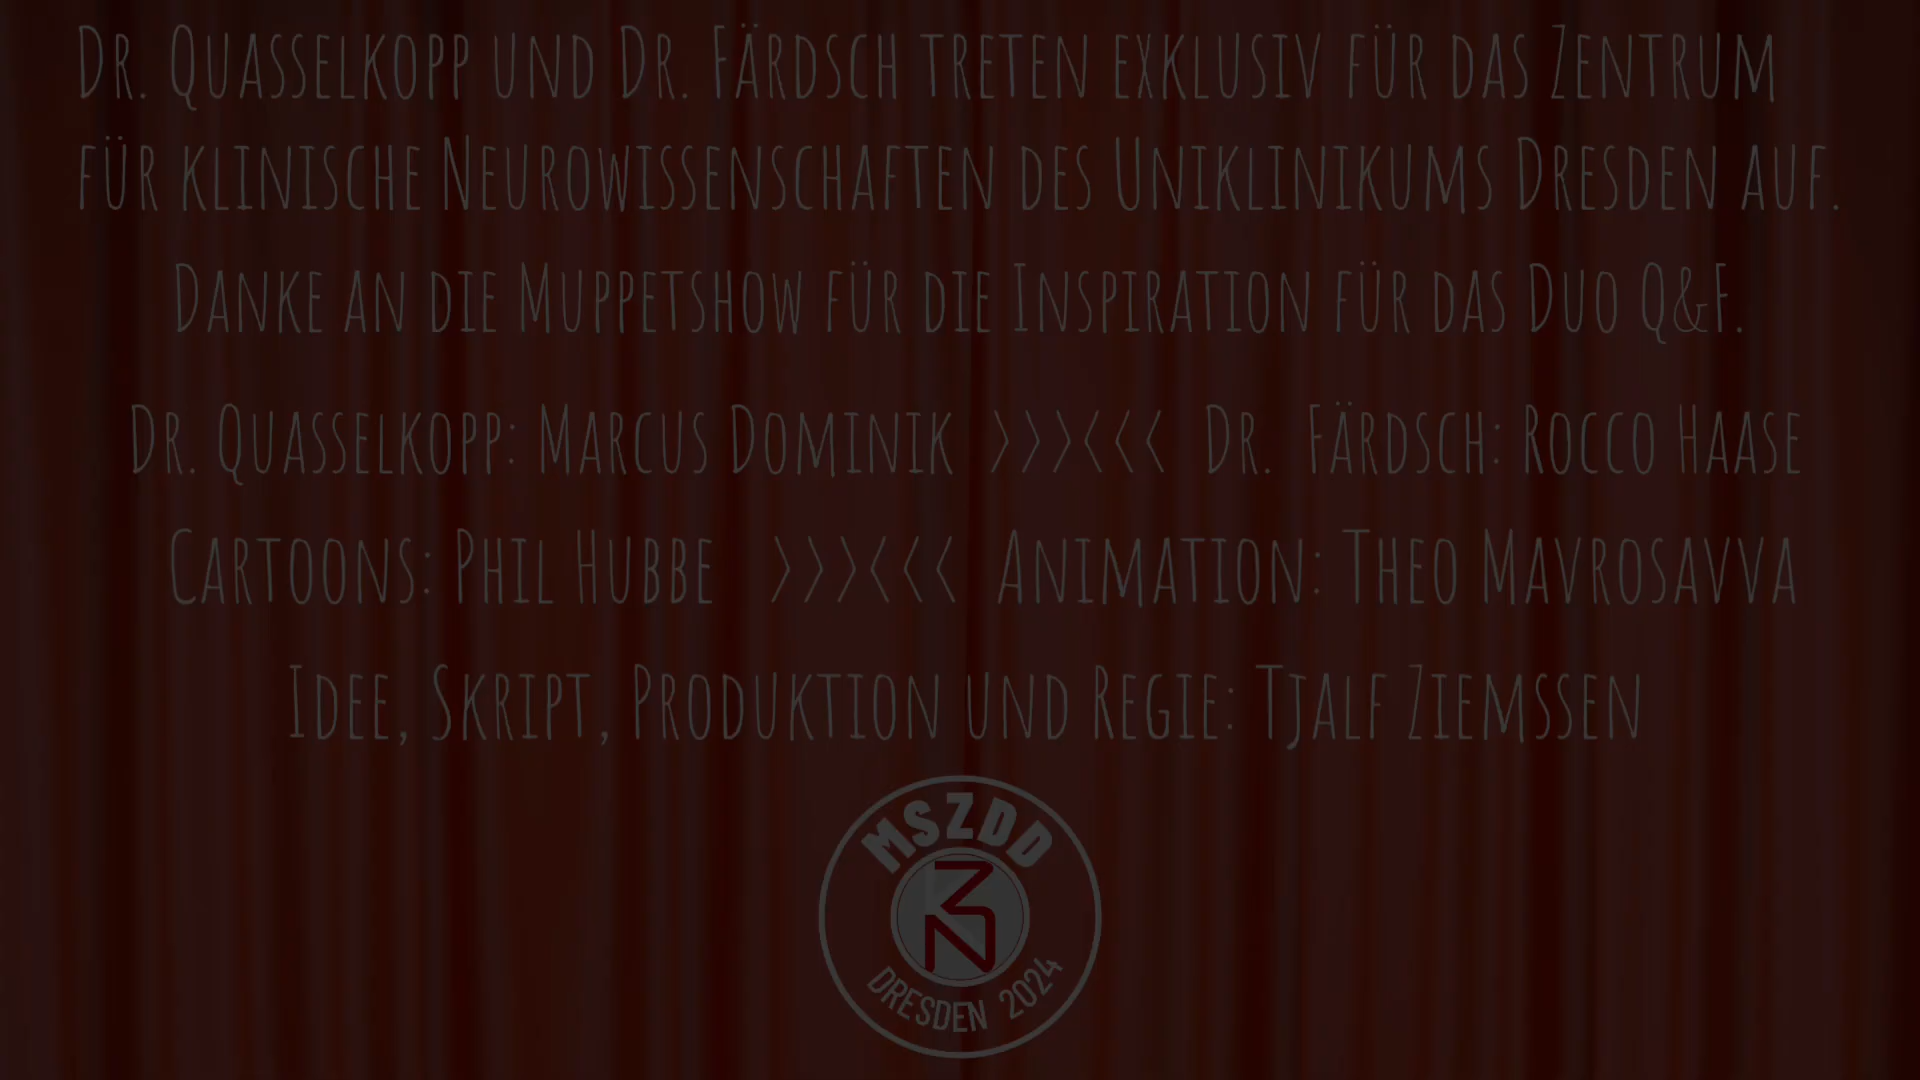 Dr. Quasselkopp und Dr. Färdsch treten exklusiv für das Zentrum
für klinische Neurowissenschaften des Uniklinikums Dresden auf.
Danke an die Muppetshow für die Inspiration für das Duo Q&F.
Dr. Quasselkopp: Marcus Dominik >>><<< Dr. Färdsch: Rocco Haase
Cartoons: Phil Hubbe >>><<< Animation: Theo Mavrosavva
Idee, Skript, Produktion und Regie: Tjalf Ziemssen
MSZDD
DRESDEN 2024